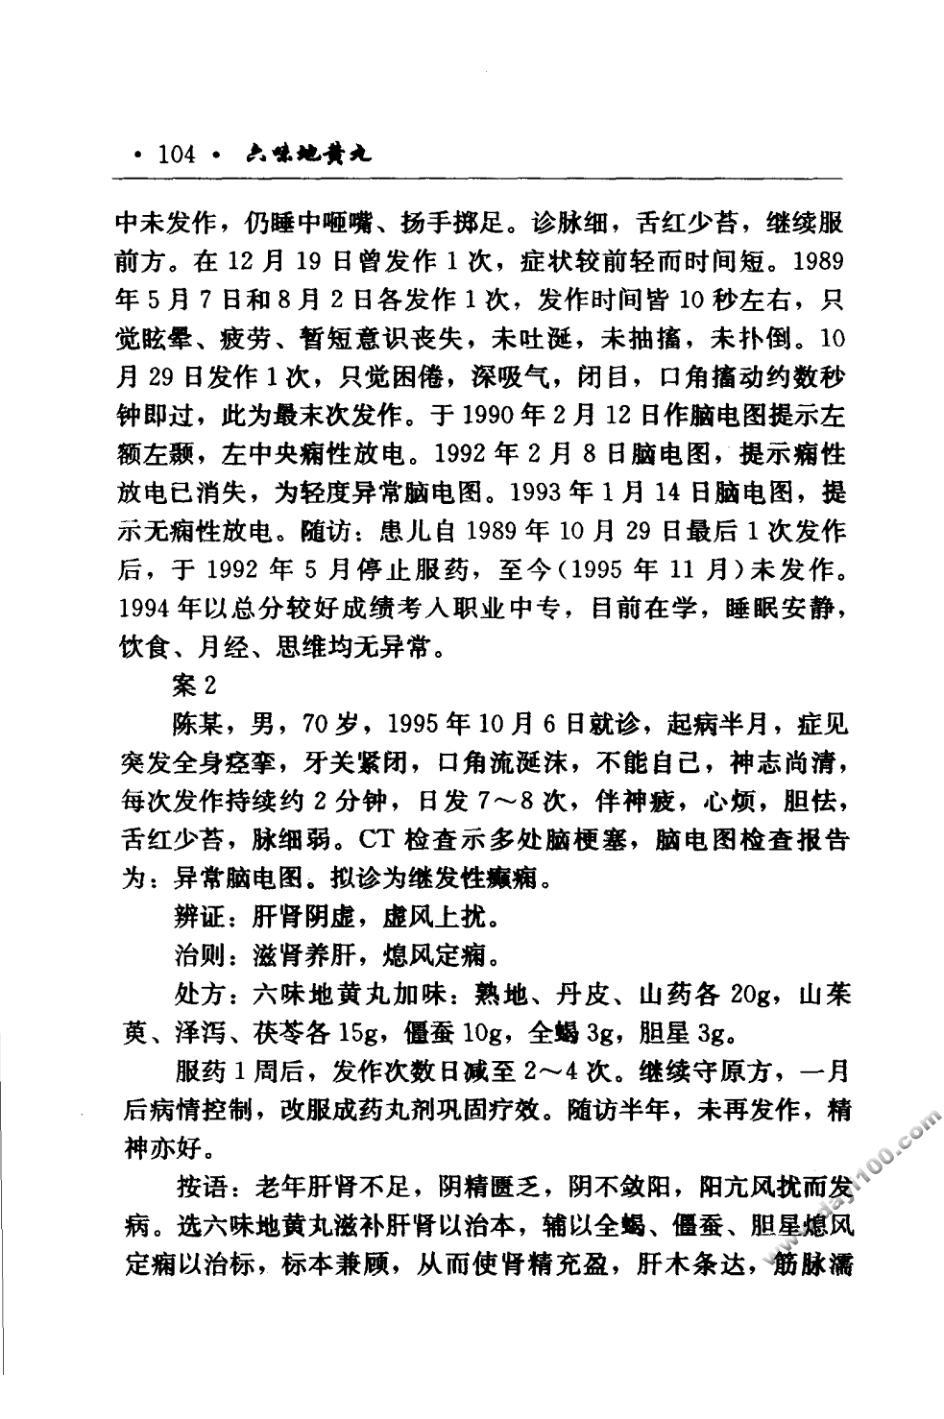 · 104 · 六味地黄丸
中未发作，仍睡中咂嘴、扬手掷足。诊脉细，舌红少苔，继续服
前方。在 12 月 19 日曾发作 1 次，症状较前轻而时间短。1989
年 5 月 7 日和 8 月 2 日各发作 1 次，发作时间皆 10 秒左右，只
觉眩晕、疲劳、暂短意识丧失，未吐涎，未抽搐，未扑倒。10
月 29 日发作 1 次，只觉困倦，深吸气，闭目，口角搐动约数秒
钟即过，此为最末次发作。于 1990 年 2 月 12 日作脑电图提示左
额左颞，左中央痫性放电。1992 年 2 月 8 日脑电图，提示痫性
放电已消失，为轻度异常脑电图。1993 年 1 月 14 日脑电图，提
示无痫性放电。随访：患儿自 1989 年 10 月 29 日最后 1 次发作
后，于 1992 年 5 月停止服药，至今（1995 年 11 月）未发作。
1994 年以总分较好成绩考入职业中专，目前在学，睡眠安静，
饮食、月经、思维均无异常。
案 2
陈某，男，70 岁，1995 年 10 月 6 日就诊，起病半月，症见
突发全身痉挛，牙关紧闭，口角流涎沫，不能自己，神志尚清，
每次发作持续约 2 分钟，日发 7～8 次，伴神疲，心烦，胆怯，
舌红少苔，脉细弱。CT 检查示多处脑梗塞，脑电图检查报告
为：异常脑电图。拟诊为继发性癫痫。
辨证：肝肾阴虚，虚风上扰。
治则：滋肾养肝，熄风定痫。
处方：六味地黄丸加味：熟地、丹皮、山药各 20g，山茱
萸、泽泻、茯苓各 15g，僵蚕 10g，全蝎 3g，胆星 3g。
服药 1 周后，发作次数日减至 2～4 次。继续守原方，一月
后病情控制，改服成药丸剂巩固疗效。随访半年，未再发作，精
神亦好。
按语：老年肝肾不足，阴精匮乏，阴不敛阳，阳亢风扰而发
病。选六味地黄丸滋补肝肾以治本，辅以全蝎、僵蚕、胆星熄风
定痫以治标，标本兼顾，从而使肾精充盈，肝木条达，筋脉濡